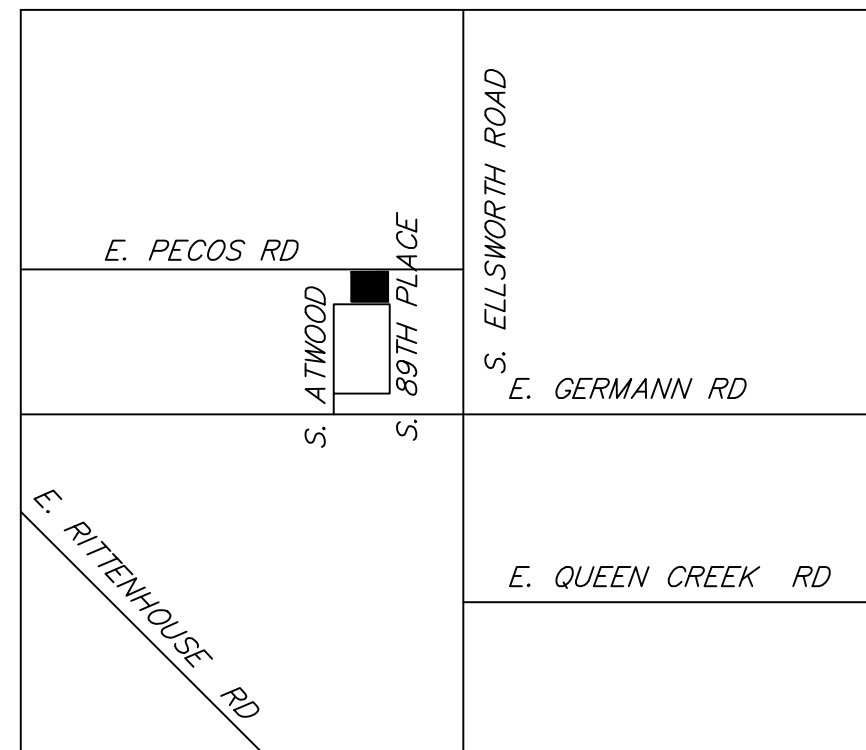 E. PECOS RD
S. ATWOOD
S. 89TH PLACE
S. ELLSWORTH ROAD
E. GERMANN RD
E. RITTENHOUSE RD
E. QUEEN CREEK RD